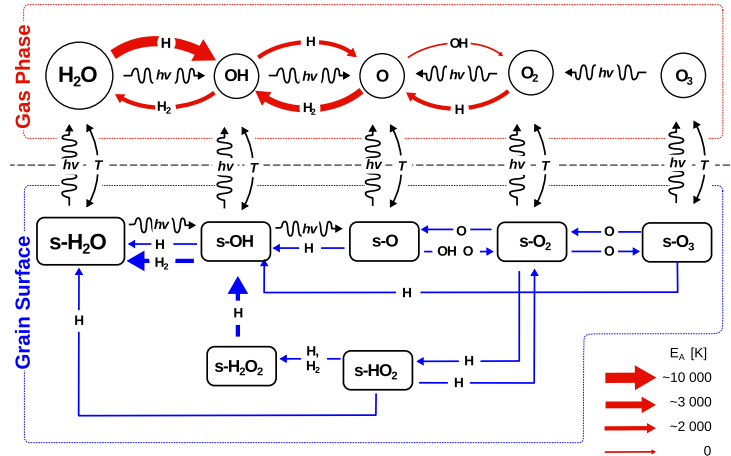 Gas Phase
H OH
H₂O hν OH hν O hν O₂ hν O₃
H
H₂ H₂ H
hν T hν T hν T hν T hν T
Grain Surface
hν hν
s-H₂O H s-OH H s-O O s-O₂ O s-O₃
H₂ OH O O
H
H H
s-H₂O₂ H, H₂ s-HO₂ H
H
E_A [K]
~10 000
~3 000
~2 000
0